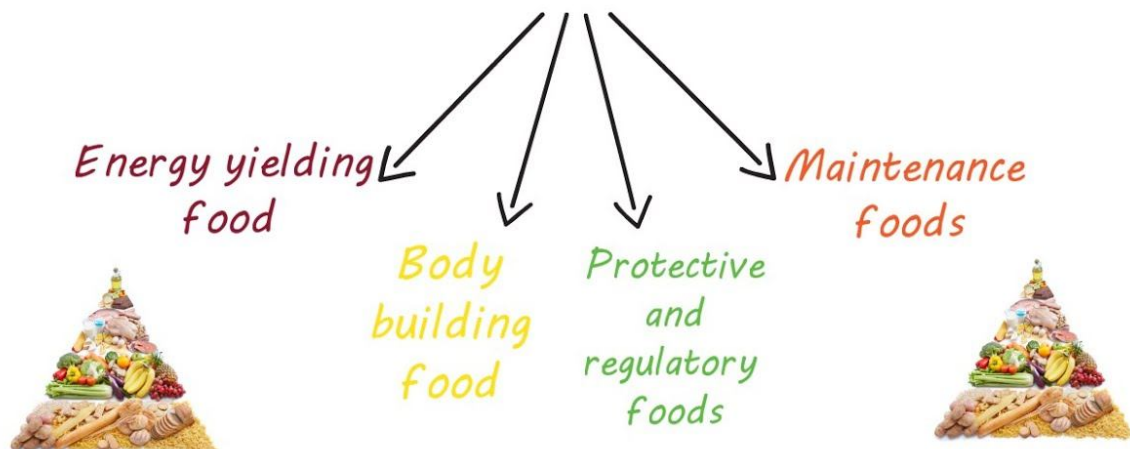 Energy yielding
food
Body
building
food
Protective
and
regulatory
foods
Maintenance
foods